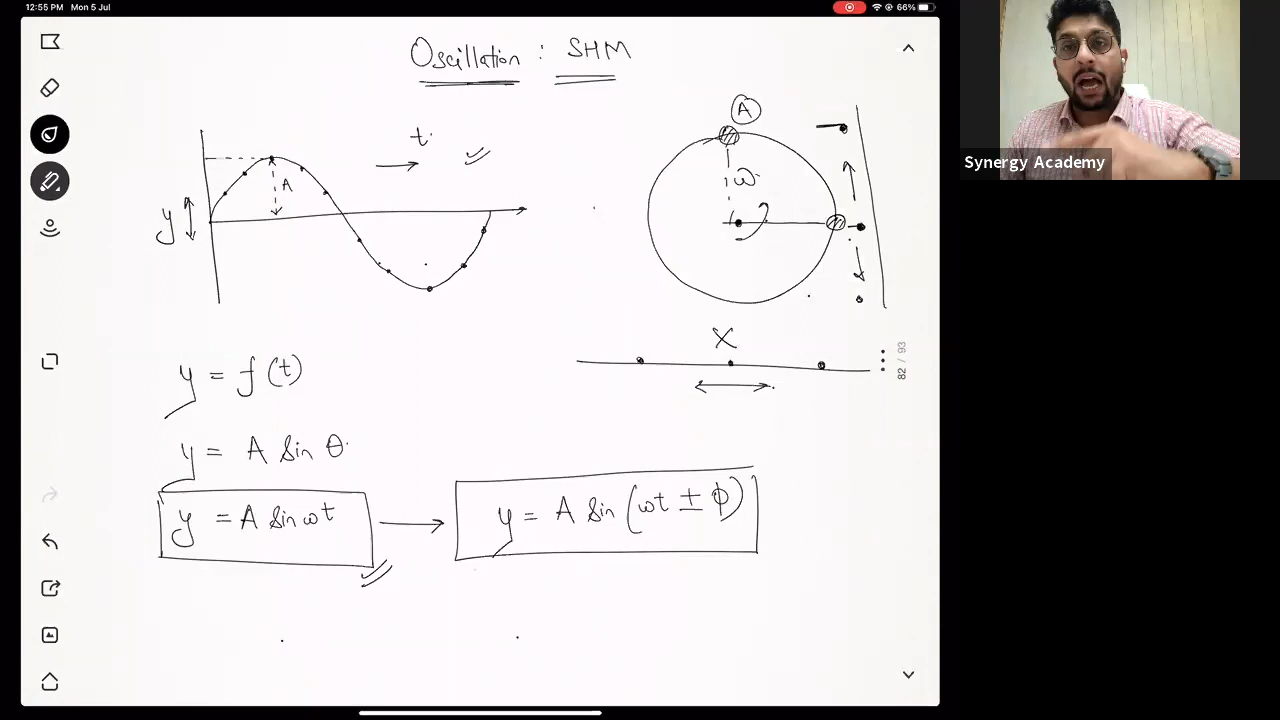 12:55 PM Mon 5 Jul
66%
Oscillation : SHM
t
A
y
A
ω
X
y = f(t)
y = A sin θ
y = A sin ωt
y = A sin (ωt ± ϕ)
82 / 93
Synergy Academy